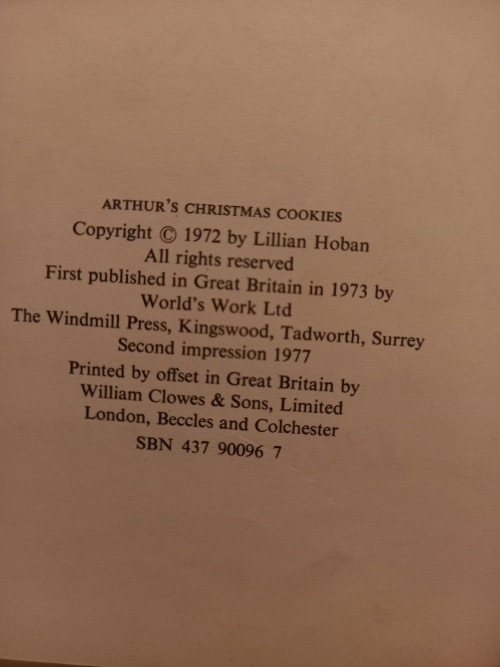 ARTHUR'S CHRISTMAS COOKIES
Copyright © 1972 by Lillian Hoban
All rights reserved
First published in Great Britain in 1973 by
World's Work Ltd
The Windmill Press, Kingswood, Tadworth, Surrey
Second impression 1977
Printed by offset in Great Britain by
William Clowes & Sons, Limited
London, Beccles and Colchester
SBN 437 90096 7